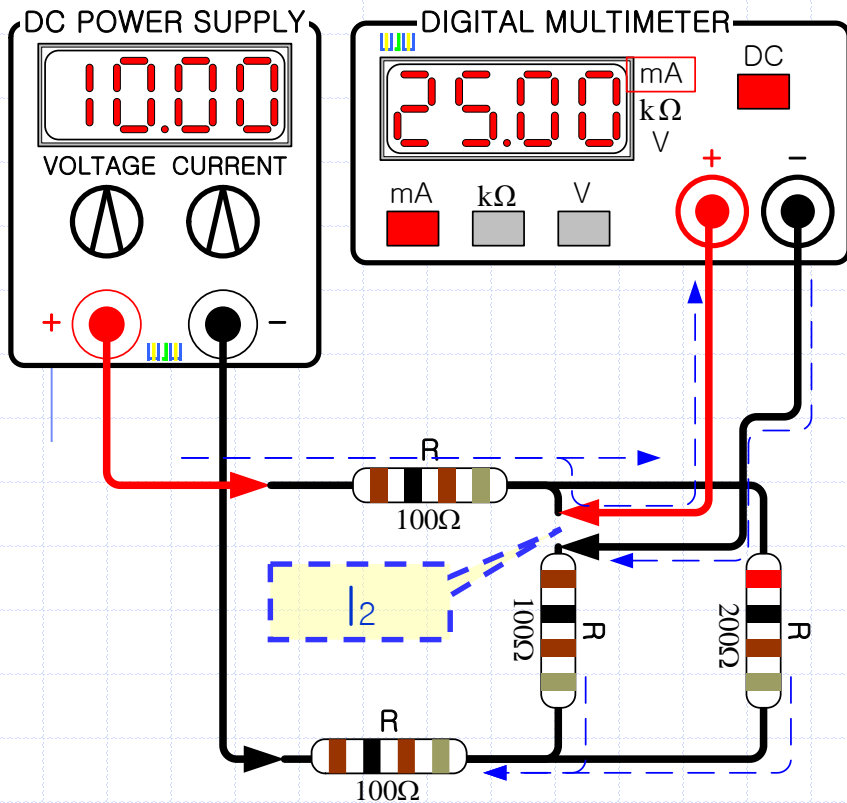 DC POWER SUPPLY
10.00
VOLTAGE CURRENT
+ −
DIGITAL MULTIMETER
25.00
mA
kΩ
V
DC
mA kΩ V
+ −
R
100Ω
I2
100Ω R
200Ω R
R
100Ω